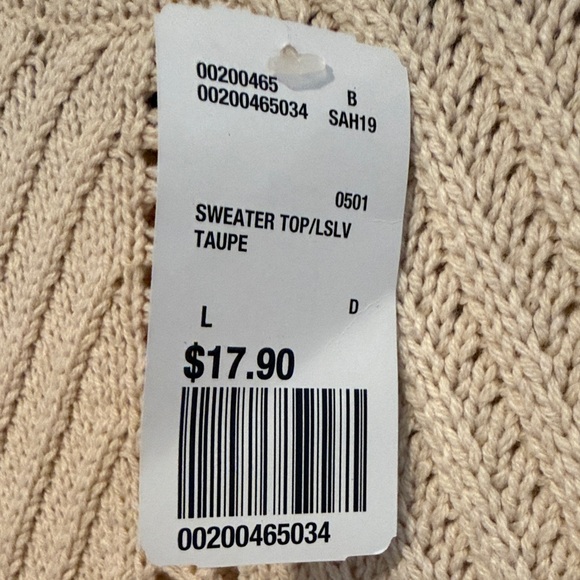 00200465 B
00200465034 SAH19
0501
SWEATER TOP/LSLV
TAUPE
L D
$17.90
00200465034